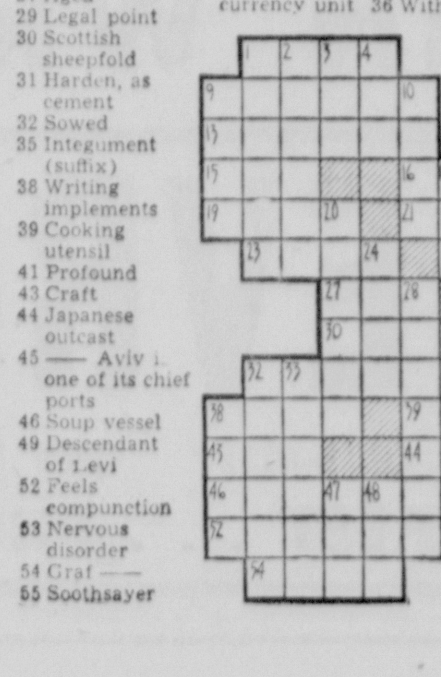 currency unit 36 With
29 Legal point
30 Scottish
sheepfold
31 Harden, as
cement
32 Sowed
35 Integument
(suffix)
38 Writing
implements
39 Cooking
utensil
41 Profound
43 Craft
44 Japanese
outcast
45 —— Aviv i
one of its chief
ports
46 Soup vessel
49 Descendant
of Levi
52 Feels
compunction
53 Nervous
disorder
54 Graf ——
55 Soothsayer
1 2 3 4
9 10
13
15 16
19 20 21
23 24
27 28
30
32 33
38 39
43 44
46 47 48
52
54